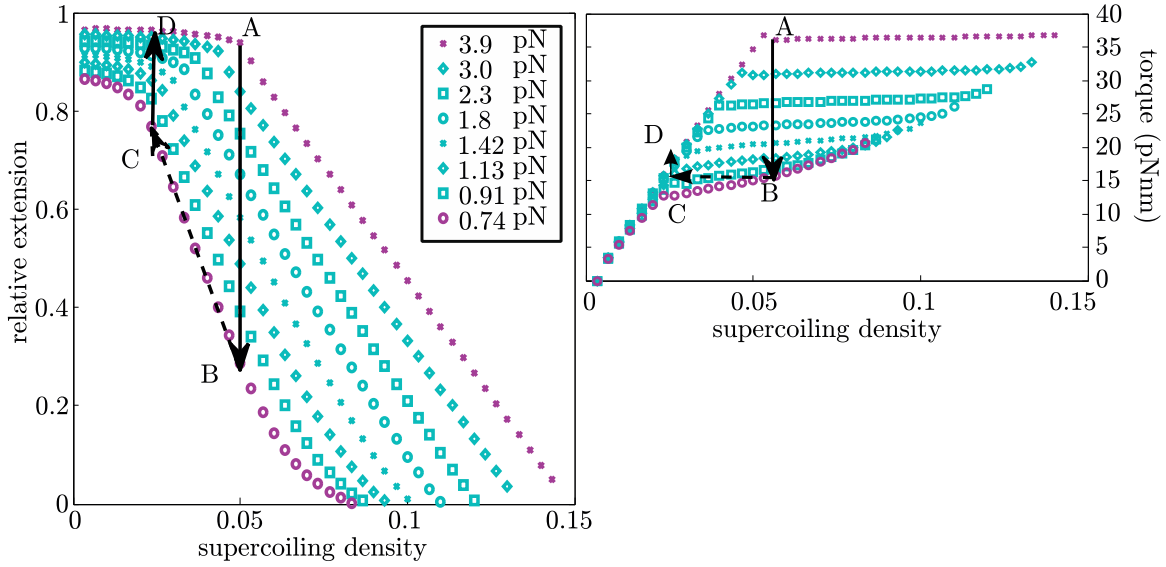 1
0.8
0.6
0.4
0.2
0
relative extension
0.05
0.1
0.15
supercoiling density
D
A
C
B
3.9 pN
3.0 pN
2.3 pN
1.8 pN
1.42 pN
1.13 pN
0.91 pN
0.74 pN
A
D
C
B
40
35
30
25
20
15
10
5
0
torque (pNnm)
0
0.05
0.1
0.15
supercoiling density